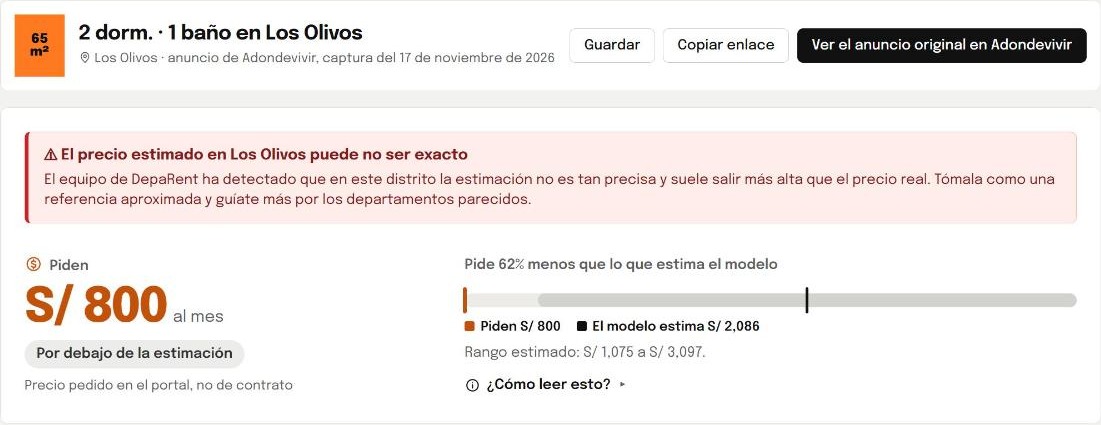 65
m²
2 dorm. · 1 baño en Los Olivos
Los Olivos · anuncio de Adondevivir, captura del 17 de noviembre de 2026
Guardar
Copiar enlace
Ver el anuncio original en Adondevivir
⚠ El precio estimado en Los Olivos puede no ser exacto
El equipo de DepaRent ha detectado que en este distrito la estimación no es tan precisa y suele salir más alta que el precio real. Tómala como una
referencia aproximada y guíate más por los departamentos parecidos.
Piden
S/ 800 al mes
Por debajo de la estimación
Precio pedido en el portal, no de contrato
Pide 62% menos que lo que estima el modelo
Piden S/ 800
El modelo estima S/ 2,086
Rango estimado: S/ 1,075 a S/ 3,097.
¿Cómo leer esto?